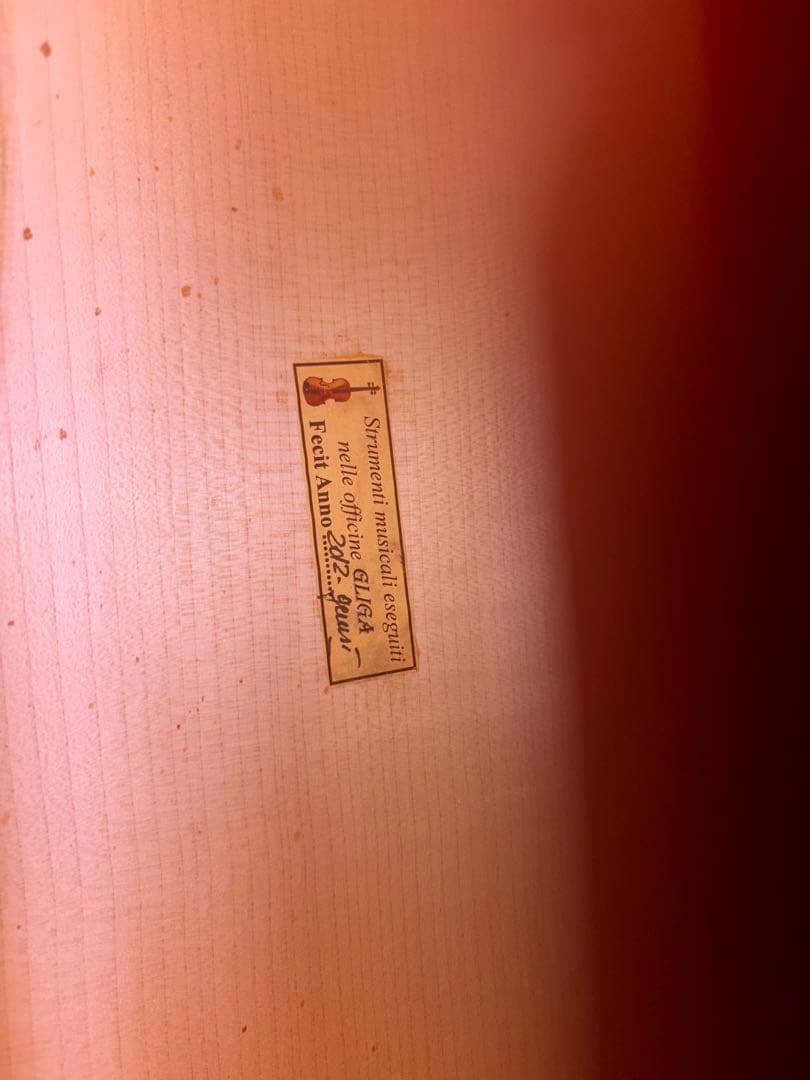 Strumenti musicali eseguiti
nelle officine GLIGA
Fecit Anno ......... 2012-